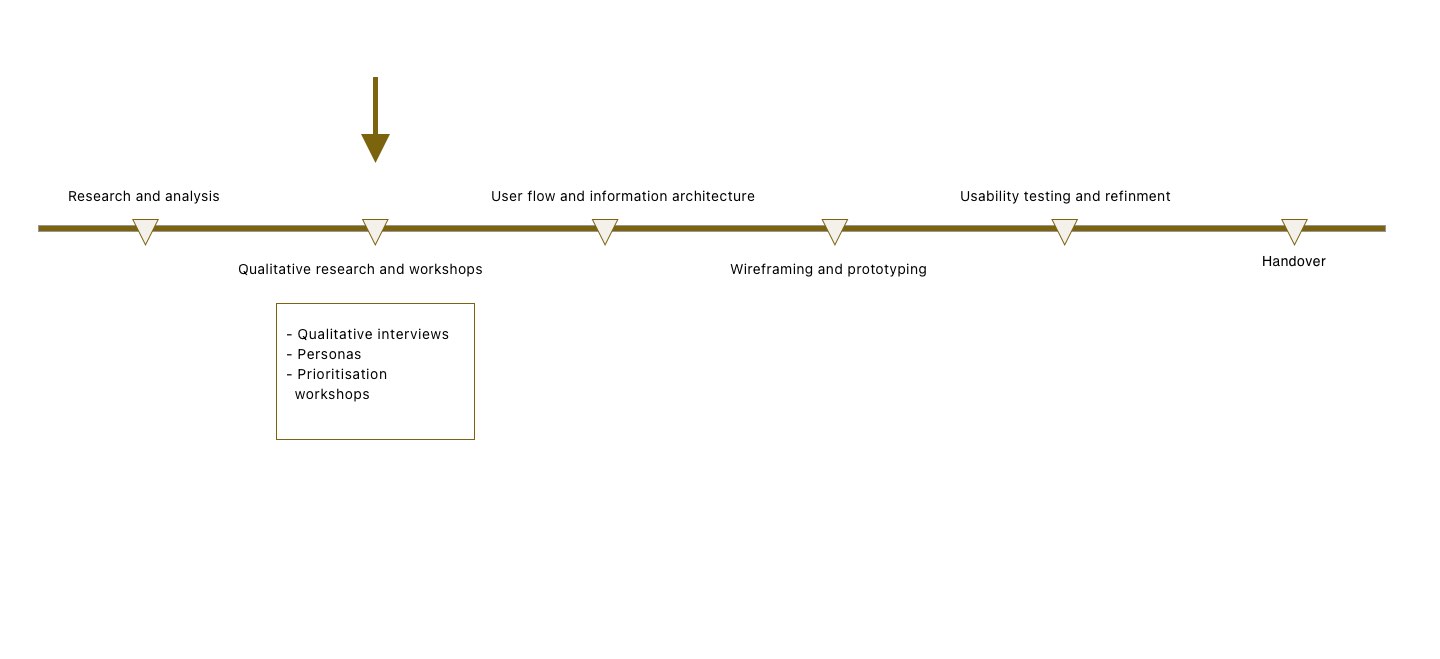 Research and analysis
User flow and information architecture
Usability testing and refinment
Qualitative research and workshops
Wireframing and prototyping
Handover
- Qualitative interviews
- Personas
- Prioritisation
workshops